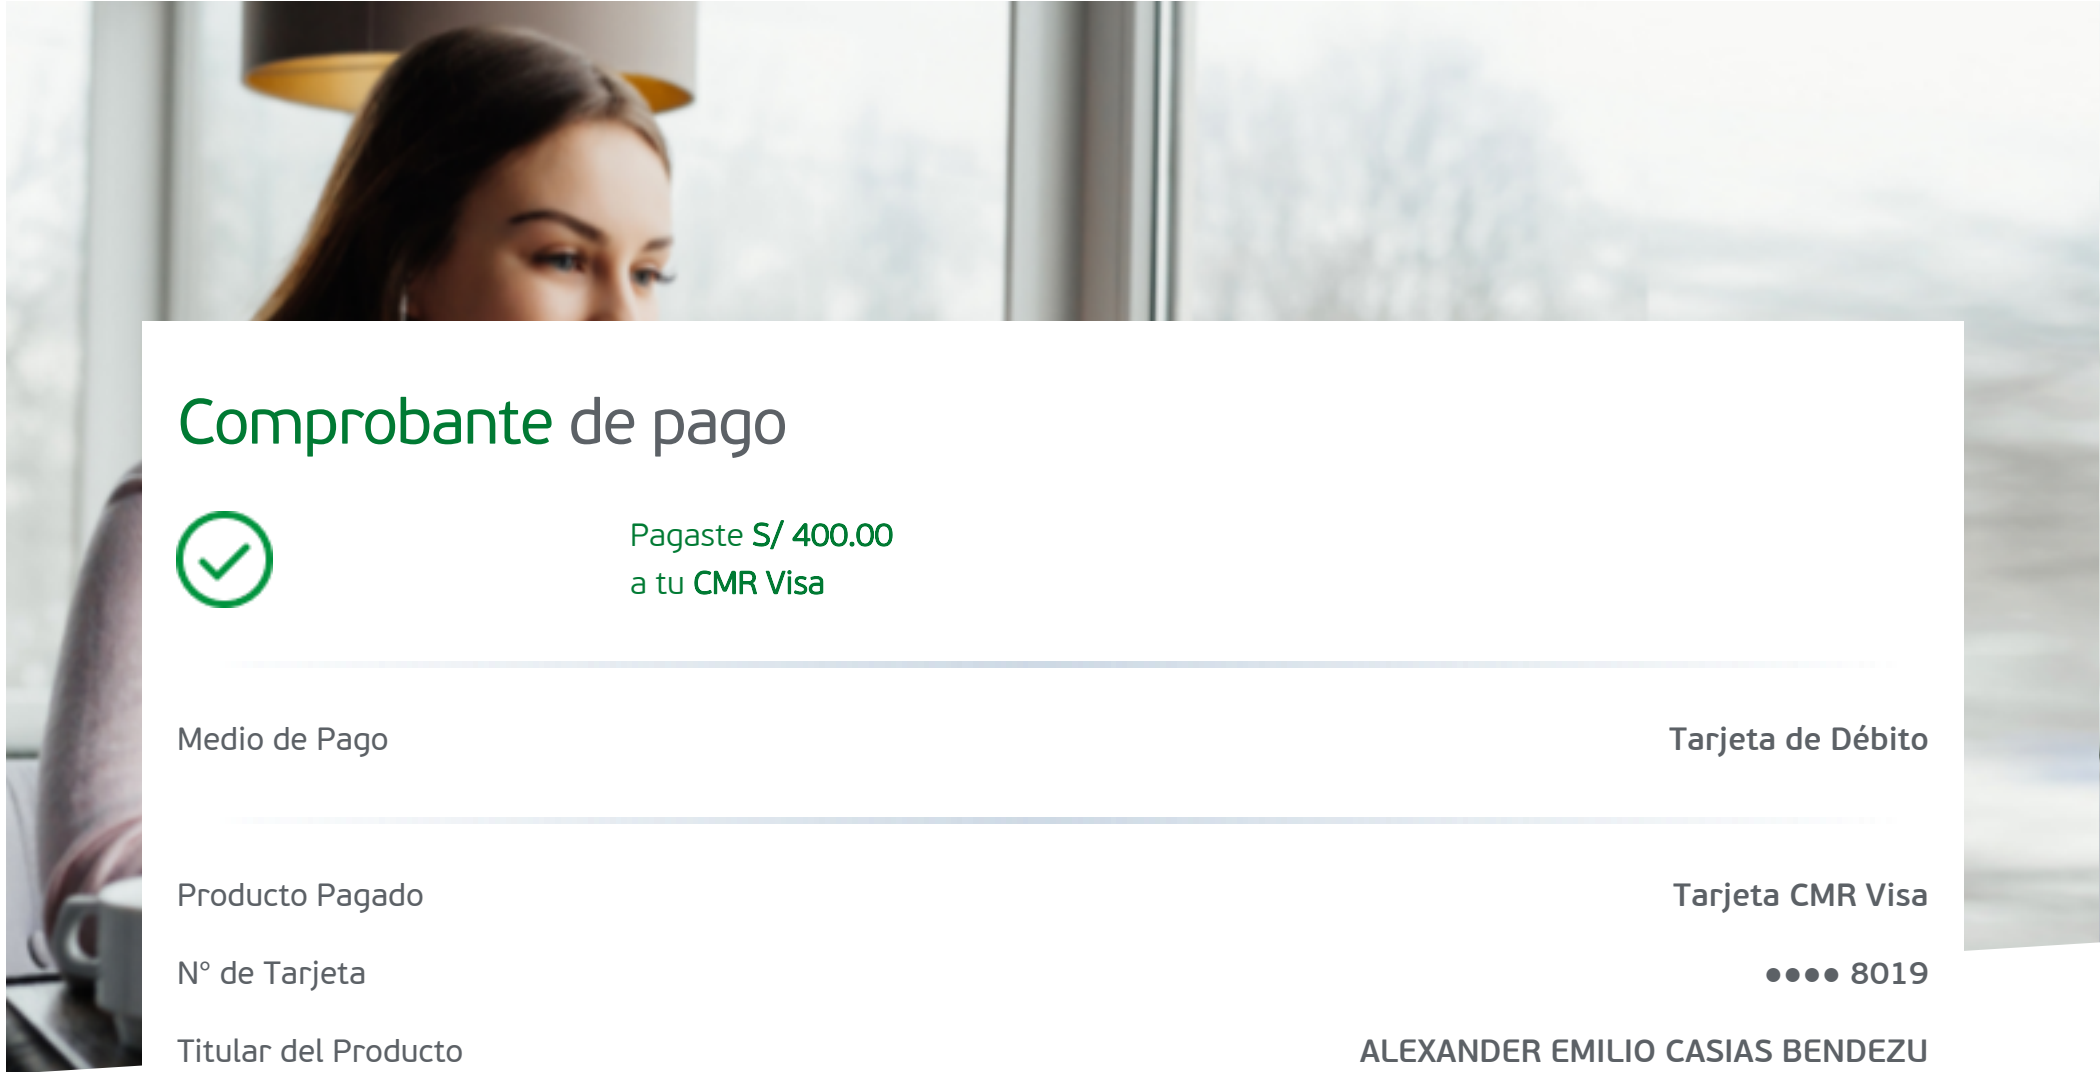 Comprobante de pago
Pagaste S/ 400.00
a tu CMR Visa
Medio de Pago Tarjeta de Débito
Producto Pagado Tarjeta CMR Visa
N° de Tarjeta ●●●● 8019
Titular del Producto ALEXANDER EMILIO CASIAS BENDEZU